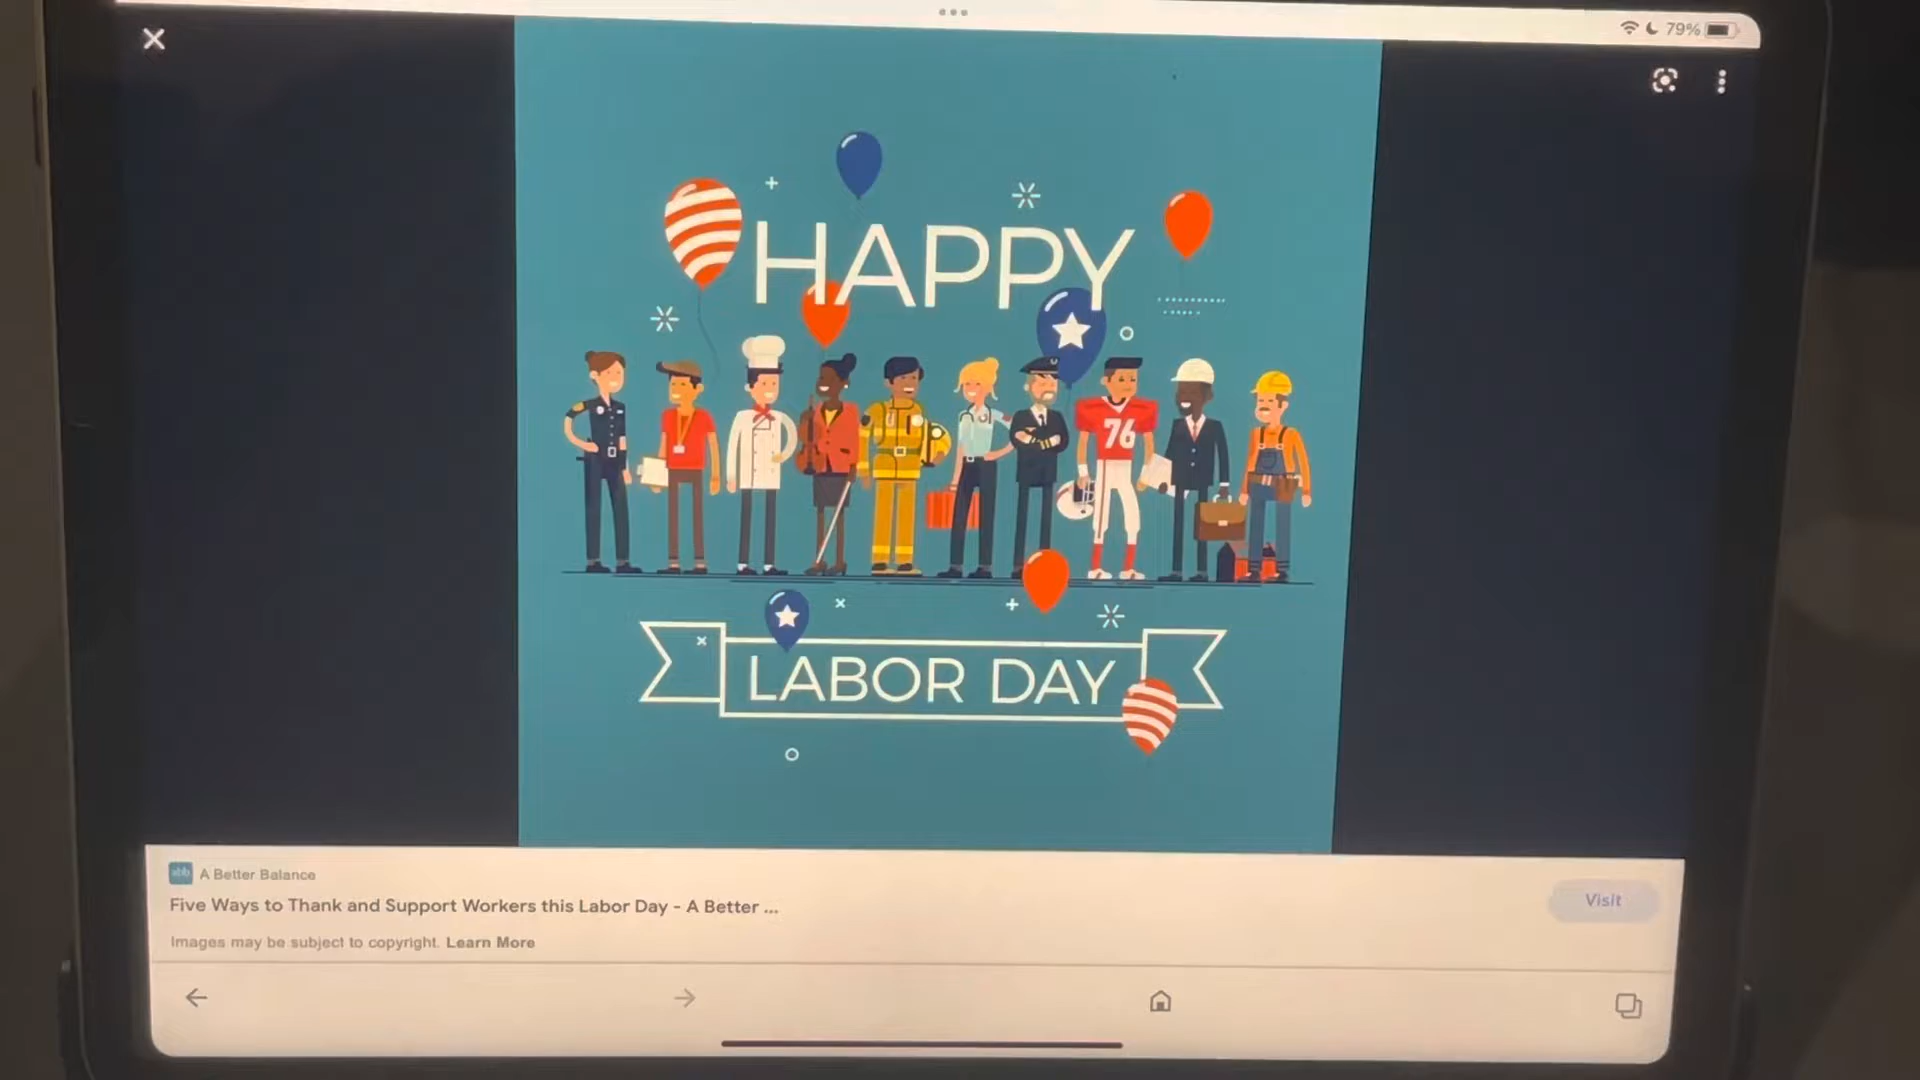 79%
HAPPY
76
LABOR DAY
abb A Better Balance
Five Ways to Thank and Support Workers this Labor Day - A Better ...
Visit
Images may be subject to copyright. Learn More